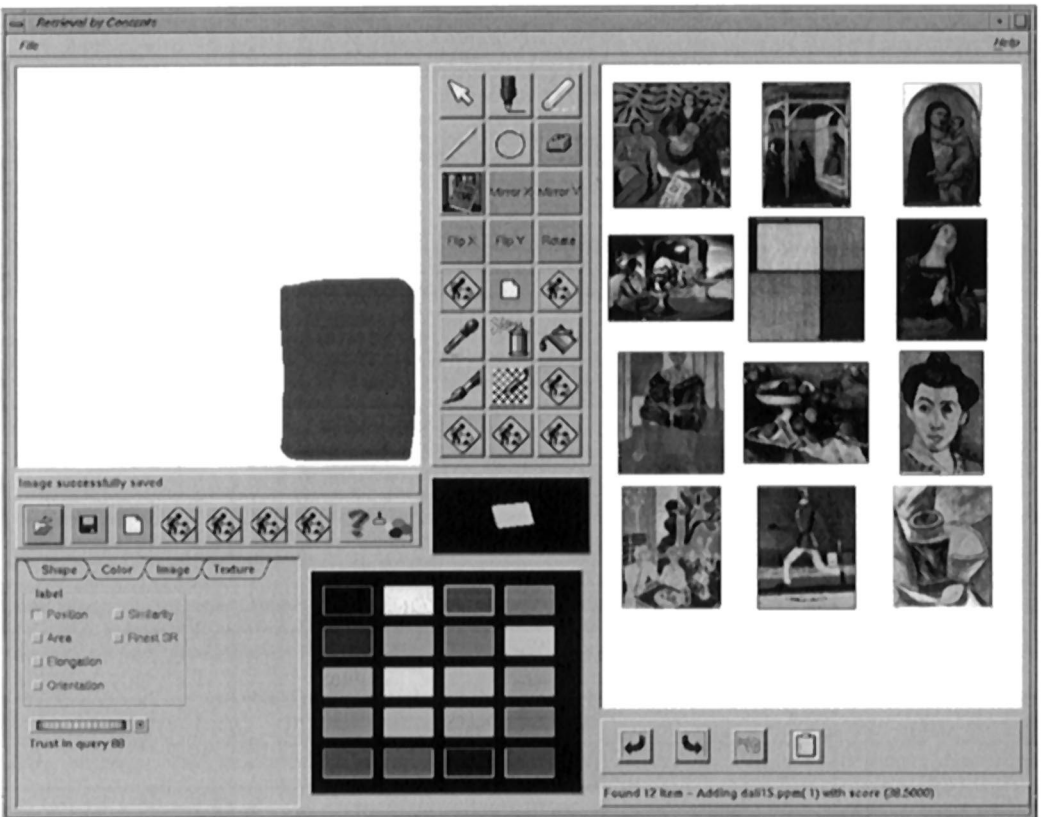 Retrieval by Contents
File Help
Mirror X Mirror Y
Flip X Flip Y Rotate
Image successfully saved
Shape Color Image Texture
label
Position Similarity
Area Finest SR
Elongation
Orientation
Trust in query 88
Found 12 Item - Adding dali15.ppm( 1) with score (38.5000)